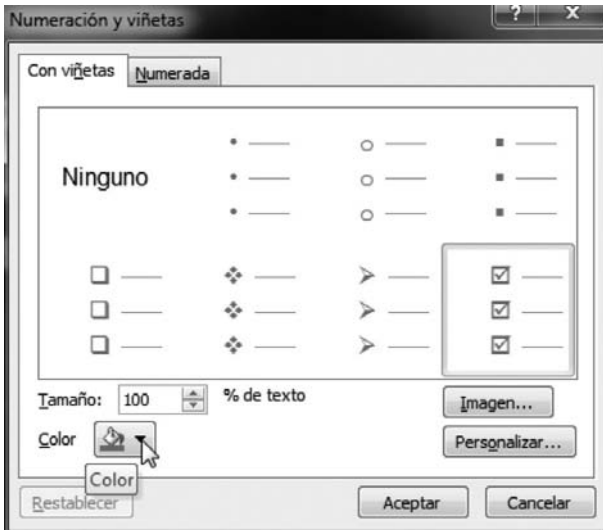 Numeración y viñetas
Con viñetas Numerada
Ninguno
Tamaño: 100 % de texto Imagen...
Color Personalizar...
Color
Restablecer Aceptar Cancelar